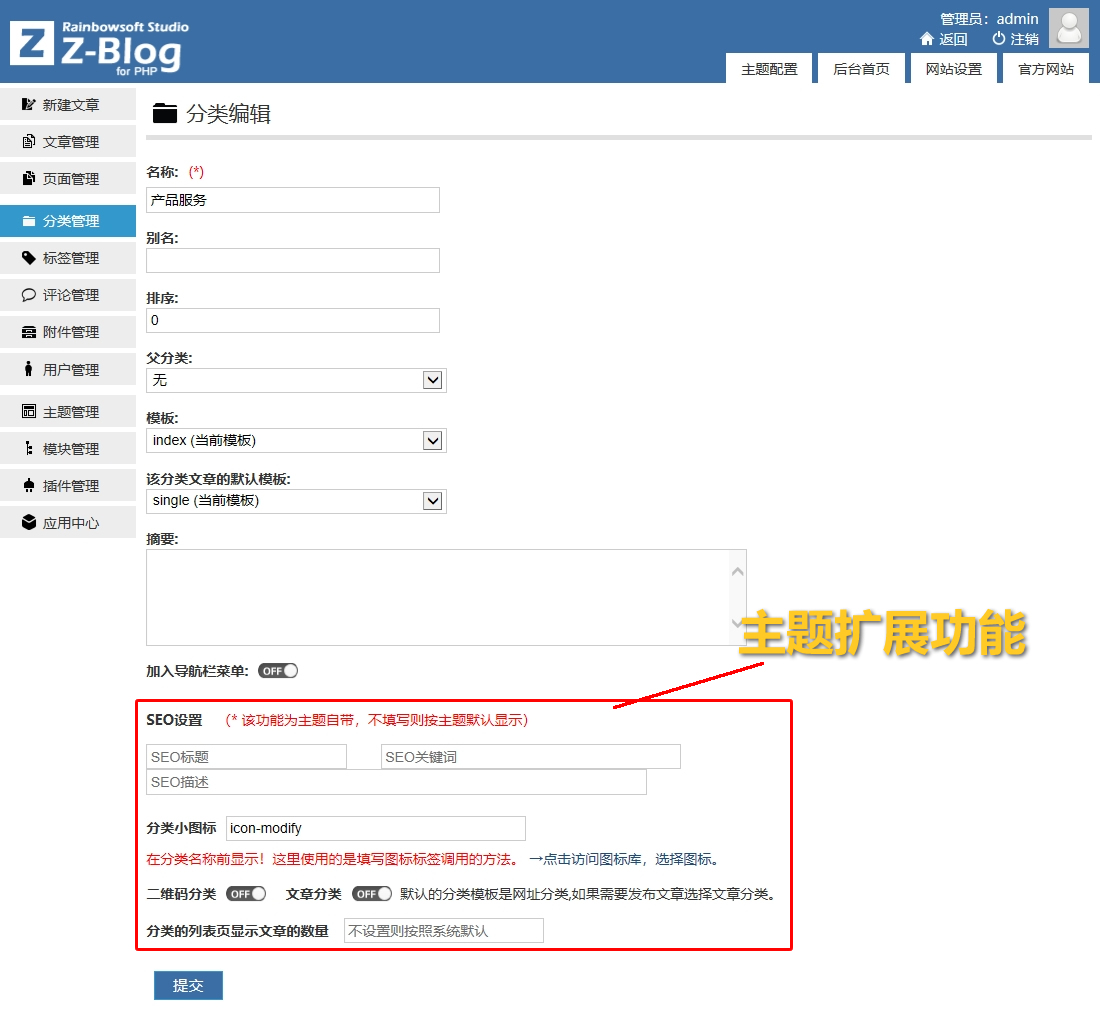 Rainbowsoft Studio
Z-Blog
for PHP
管理员：admin
返回 注销
主题配置 后台首页 网站设置 官方网站
新建文章
文章管理
页面管理
分类管理
标签管理
评论管理
附件管理
用户管理
主题管理
模块管理
插件管理
应用中心
分类编辑
名称: (*)
产品服务
别名:
排序:
0
父分类:
无
模板:
index (当前模板)
该分类文章的默认模板:
single (当前模板)
摘要:
主题扩展功能
加入导航栏菜单: OFF
SEO设置 (* 该功能为主题自带，不填写则按主题默认显示)
SEO标题 SEO关键词
SEO描述
分类小图标 icon-modify
在分类名称前显示！这里使用的是填写图标标签调用的方法。 →点击访问图标库，选择图标。
二维码分类 OFF 文章分类 OFF 默认的分类模板是网址分类,如果需要发布文章选择文章分类。
分类的列表页显示文章的数量 不设置则按照系统默认
提交